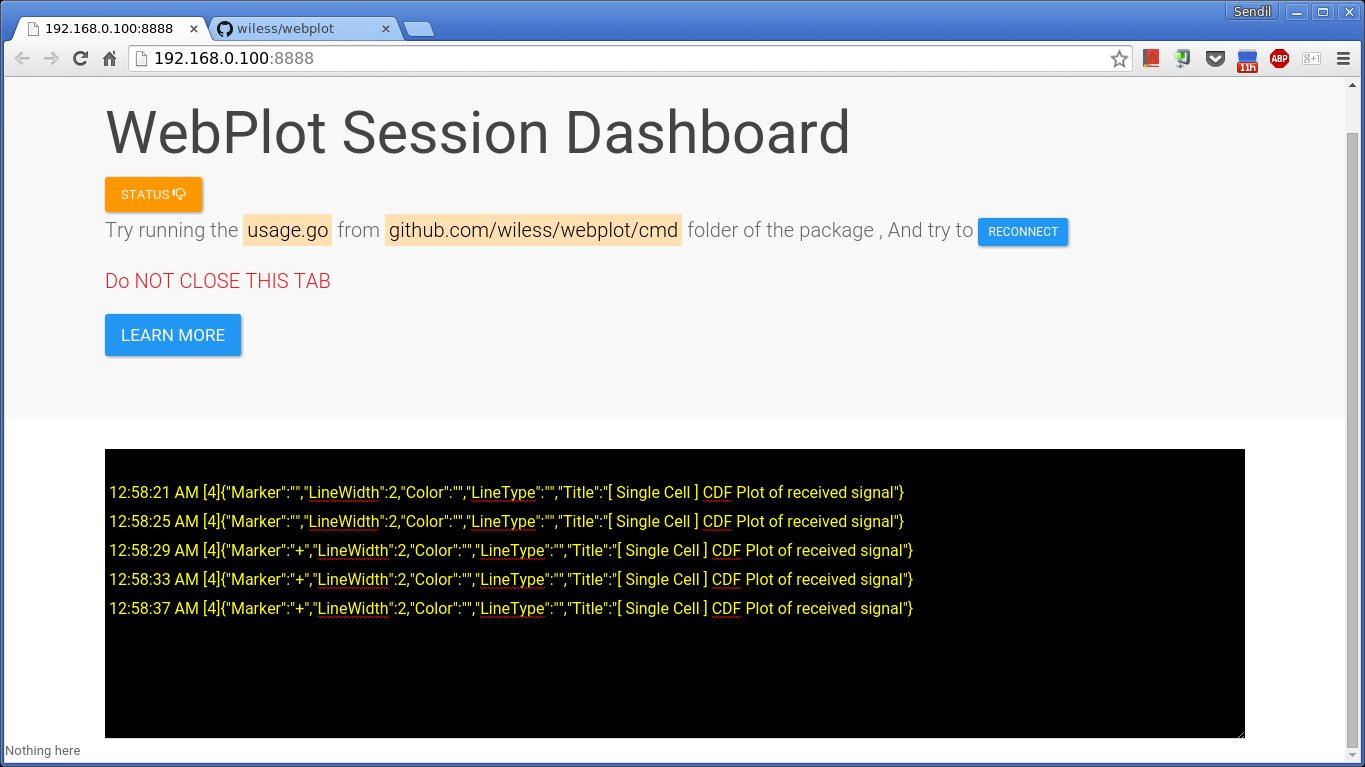 Sendil
192.168.0.100:8888
wiless/webplot
192.168.0.100:8888
11h
ABP
g+1
WebPlot Session Dashboard
STATUS
Try running the usage.go from github.com/wiless/webplot/cmd folder of the package , And try to RECONNECT
Do NOT CLOSE THIS TAB
LEARN MORE
12:58:21 AM [4]{"Marker":"","LineWidth":2,"Color":"","LineType":"","Title":"[ Single Cell ] CDF Plot of received signal"}
12:58:25 AM [4]{"Marker":"","LineWidth":2,"Color":"","LineType":"","Title":"[ Single Cell ] CDF Plot of received signal"}
12:58:29 AM [4]{"Marker":"+","LineWidth":2,"Color":"","LineType":"","Title":"[ Single Cell ] CDF Plot of received signal"}
12:58:33 AM [4]{"Marker":"+","LineWidth":2,"Color":"","LineType":"","Title":"[ Single Cell ] CDF Plot of received signal"}
12:58:37 AM [4]{"Marker":"+","LineWidth":2,"Color":"","LineType":"","Title":"[ Single Cell ] CDF Plot of received signal"}
Nothing here